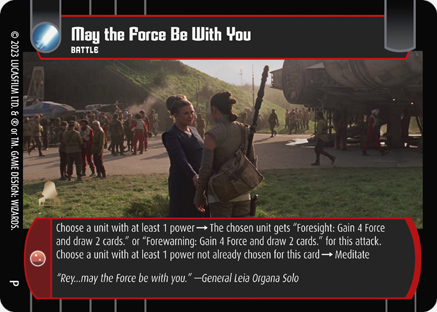 May the Force Be With You
BATTLE
© 2023 LUCASFILM LTD. & ® or TM. GAME DESIGN: WIZARDS.
Choose a unit with at least 1 power → The chosen unit gets "Foresight: Gain 4 Force
and draw 2 cards." or "Forewarning: Gain 4 Force and draw 2 cards." for this attack.
Choose a unit with at least 1 power not already chosen for this card → Meditate
"Rey...may the Force be with you." —General Leia Organa Solo
P